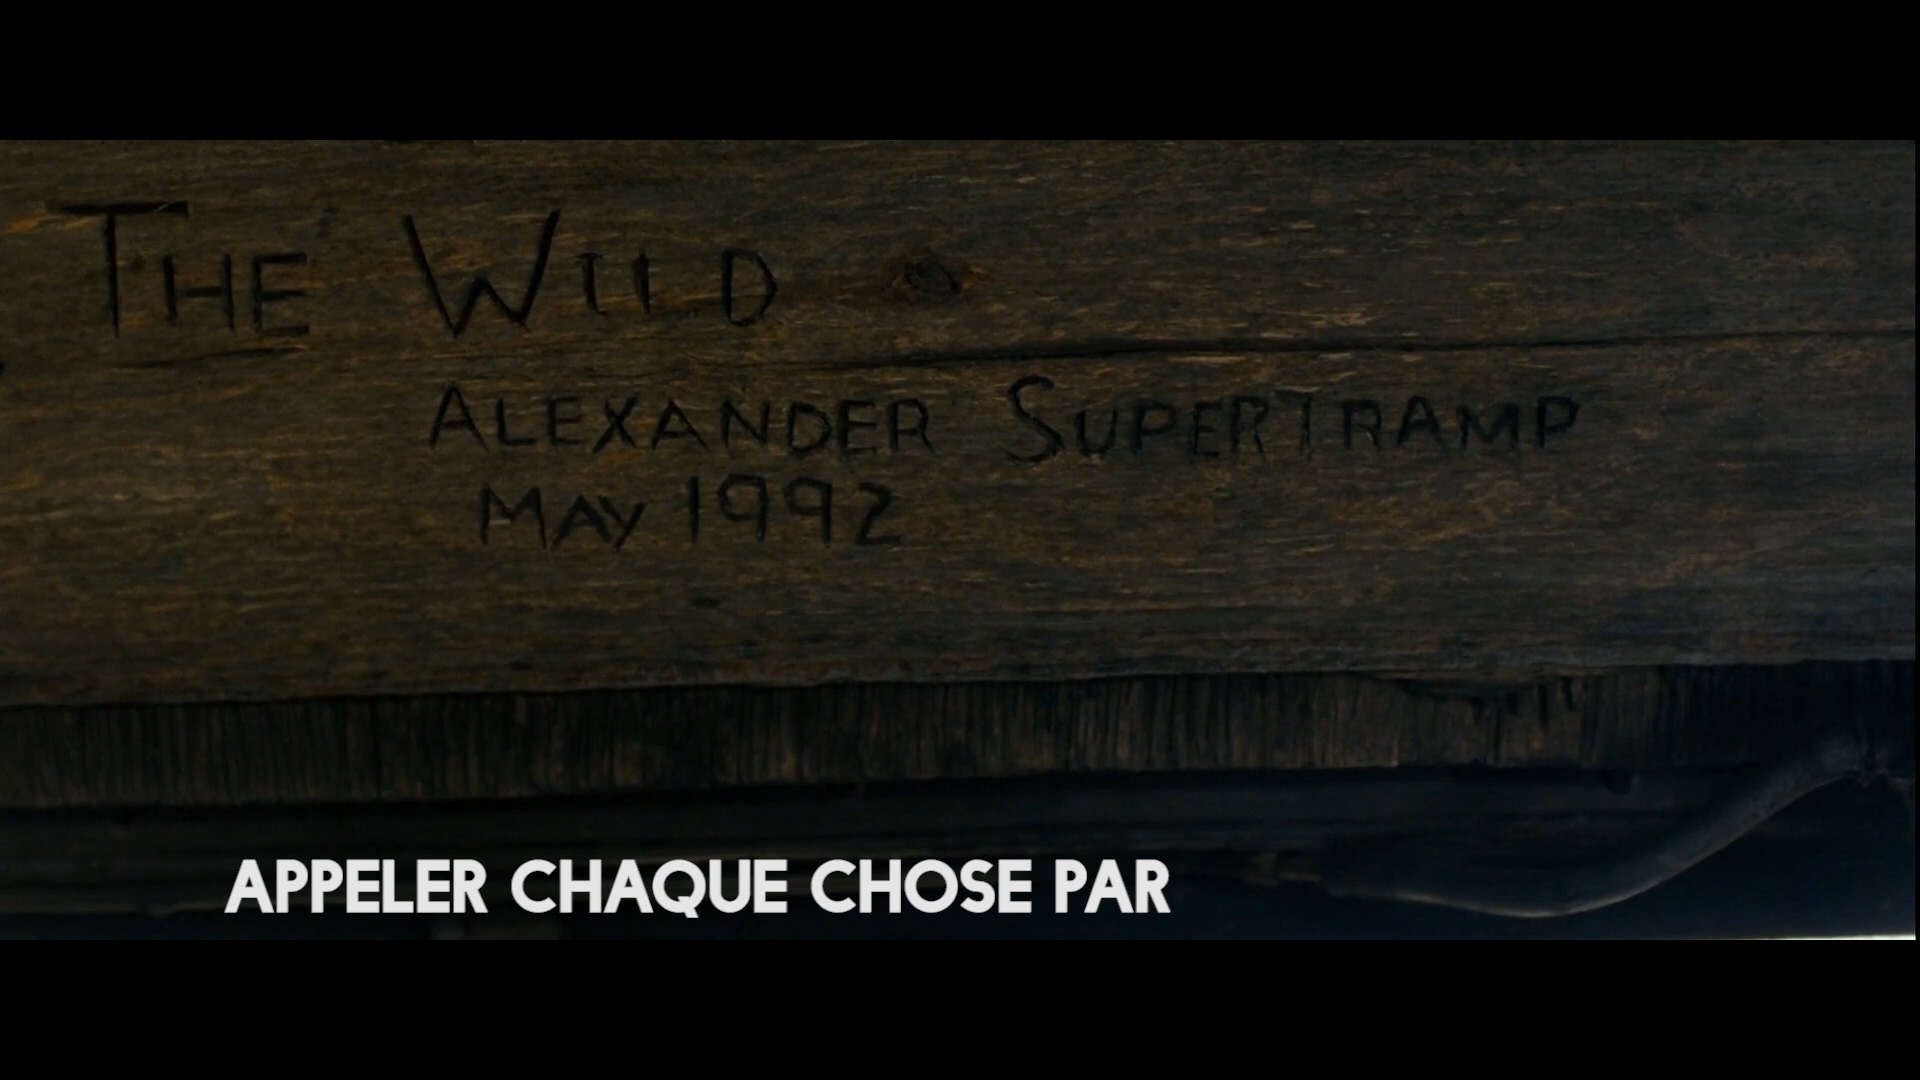 THE WILD
ALEXANDER SUPERTRAMP
MAY 1992
APPELER CHAQUE CHOSE PAR